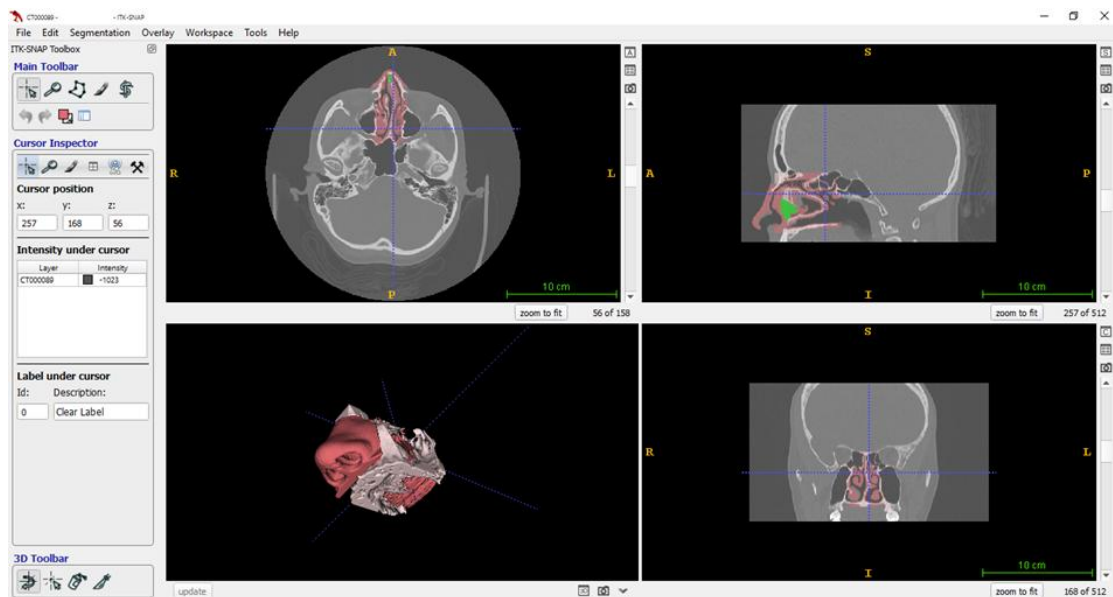 CT000089 - - ITK-SNAP
File Edit Segmentation Overlay Workspace Tools Help
ITK-SNAP Toolbox
Main Toolbar
Cursor Inspector
Cursor position
x: y: z:
257 168 56
Intensity under cursor
Layer Intensity
CT000089 -1023
Label under cursor
Id: Description:
0 Clear Label
3D Toolbar
A
R
L
P
10 cm
zoom to fit 56 of 158
A
S
A
P
I
10 cm
zoom to fit 257 of 512
S
update
3D
S
R
L
I
10 cm
zoom to fit 168 of 512
C